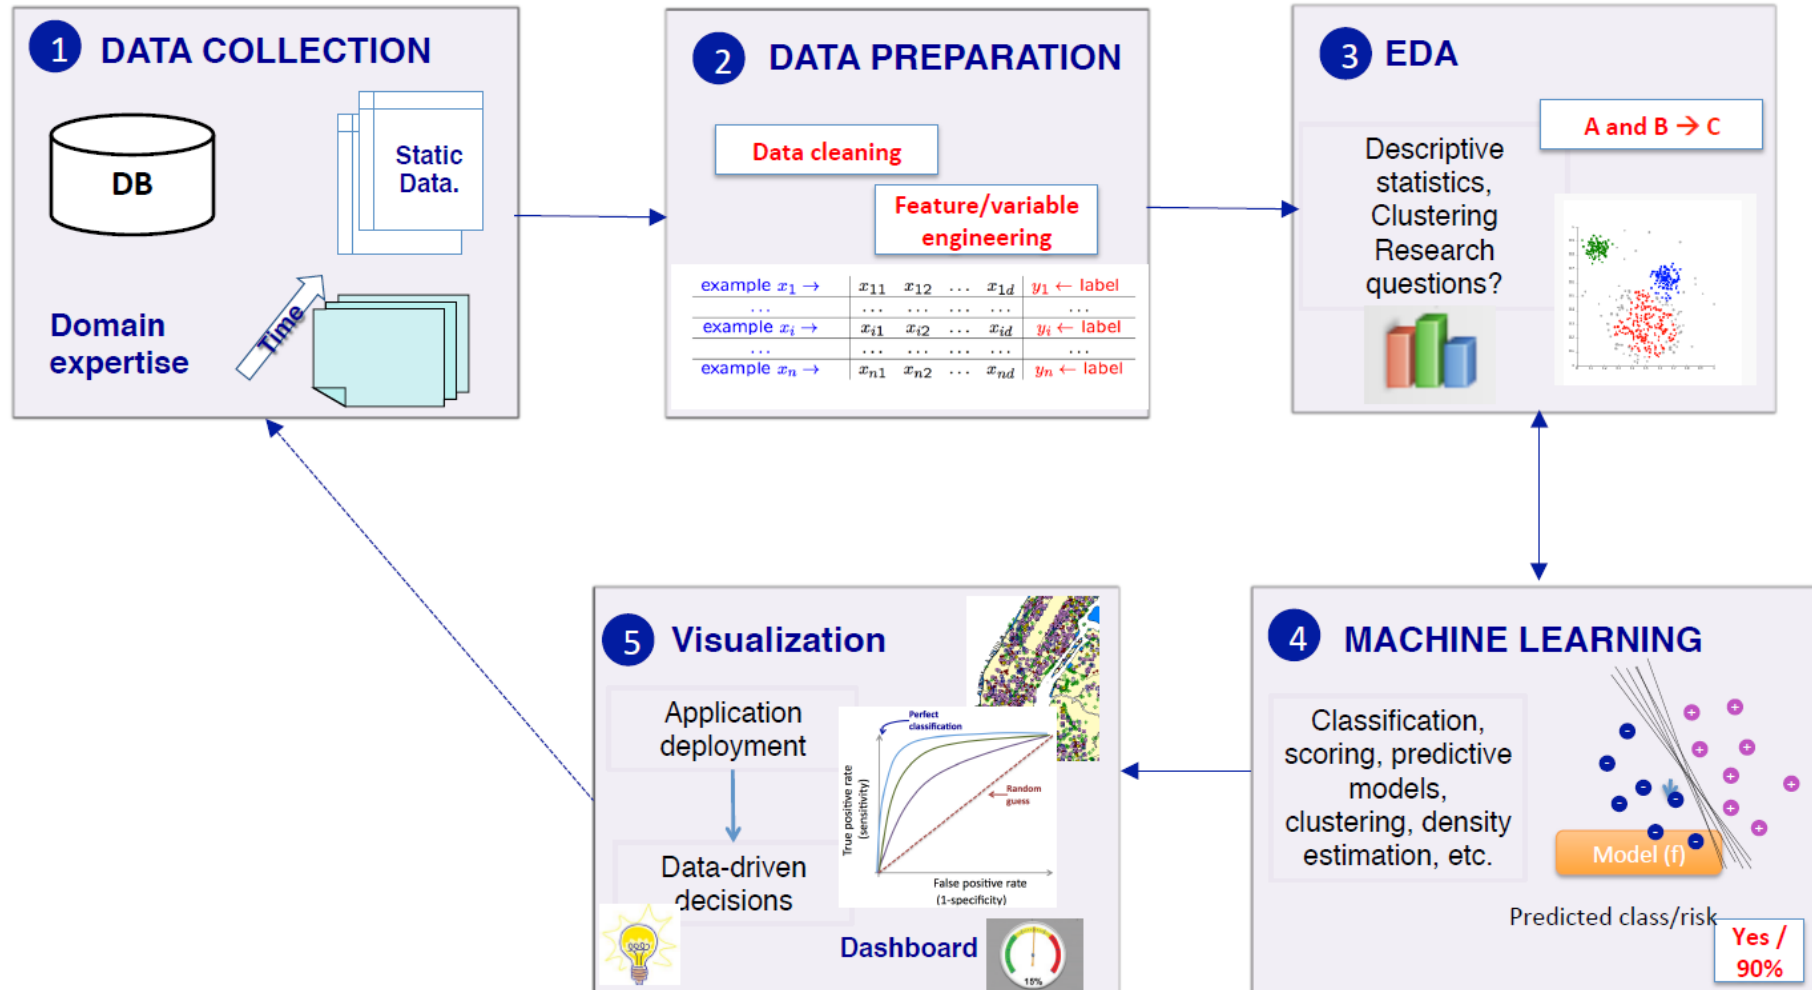 1 DATA COLLECTION
DB
Static
Data.
Domain
expertise
Time
2 DATA PREPARATION
Data cleaning
Feature/variable
engineering
example x₁ → x₁₁ x₁₂ … x₁d y₁ ← label
… … … … … …
example xᵢ → xᵢ₁ xᵢ₂ … xᵢd yᵢ ← label
… … … … … …
example xₙ → xₙ₁ xₙ₂ … xₙd yₙ ← label
3 EDA
A and B → C
Descriptive
statistics,
Clustering
Research
questions?
4 MACHINE LEARNING
Classification,
scoring, predictive
models,
clustering, density
estimation, etc.
Model (f)
Predicted class/risk
Yes /
90%
5 Visualization
Application
deployment
Data-driven
decisions
Perfect
classification
Random
guess
True positive rate
(sensitivity)
False positive rate
(1-specificity)
Dashboard
15%